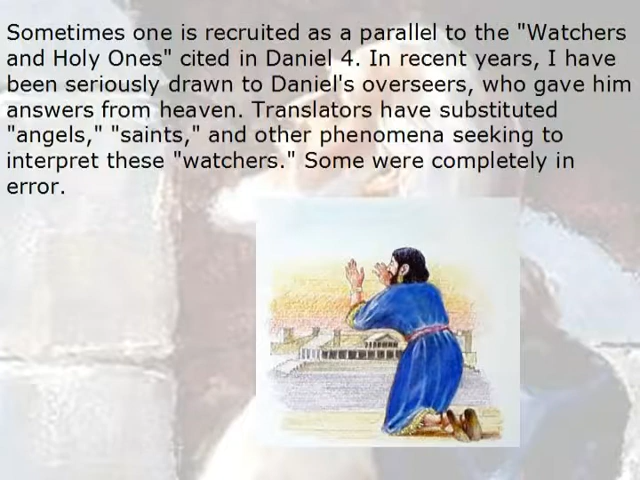 Sometimes one is recruited as a parallel to the "Watchers
and Holy Ones" cited in Daniel 4. In recent years, I have
been seriously drawn to Daniel's overseers, who gave him
answers from heaven. Translators have substituted
"angels," "saints," and other phenomena seeking to
interpret these "watchers." Some were completely in
error.